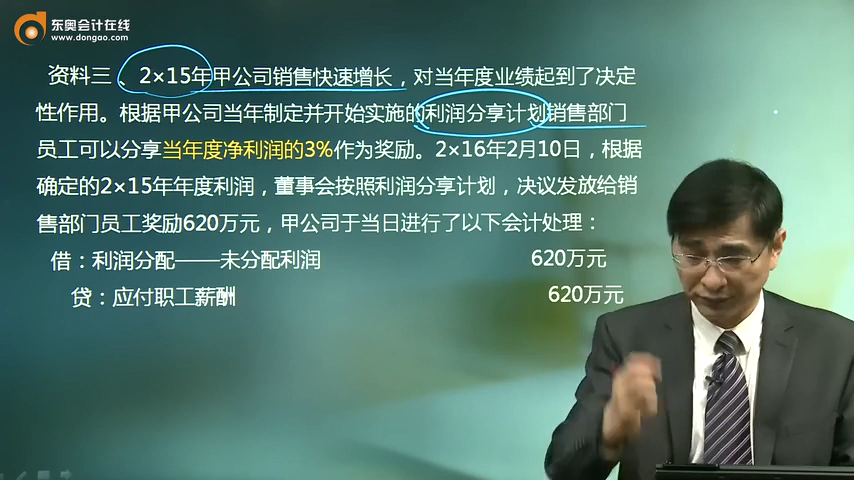 东奥会计在线
www.dongao.com
资料三、2×15年甲公司销售快速增长，对当年度业绩起到了决定
性作用。根据甲公司当年制定并开始实施的利润分享计划销售部门
员工可以分享当年度净利润的3%作为奖励。2×16年2月10日，根据
确定的2×15年年度利润，董事会按照利润分享计划，决议发放给销
售部门员工奖励620万元，甲公司于当日进行了以下会计处理：
借：利润分配——未分配利润 620万元
贷：应付职工薪酬 620万元